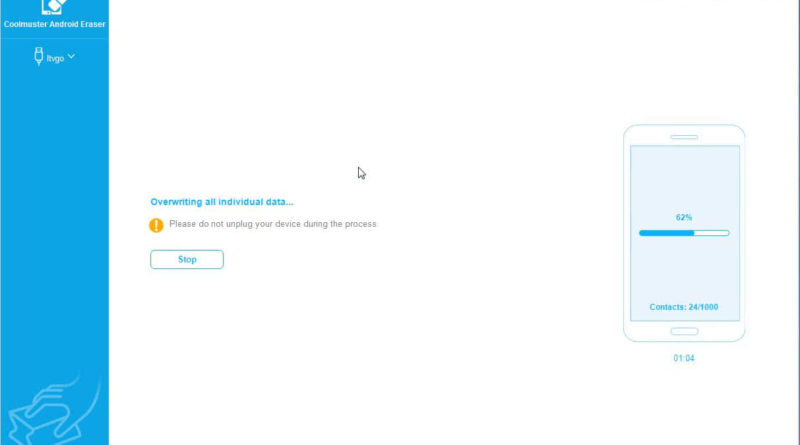 Coolmuster Android Eraser
ltvgo
Overwriting all individual data...
Please do not unplug your device during the process
Stop
62%
Contacts: 24/1000
01:04